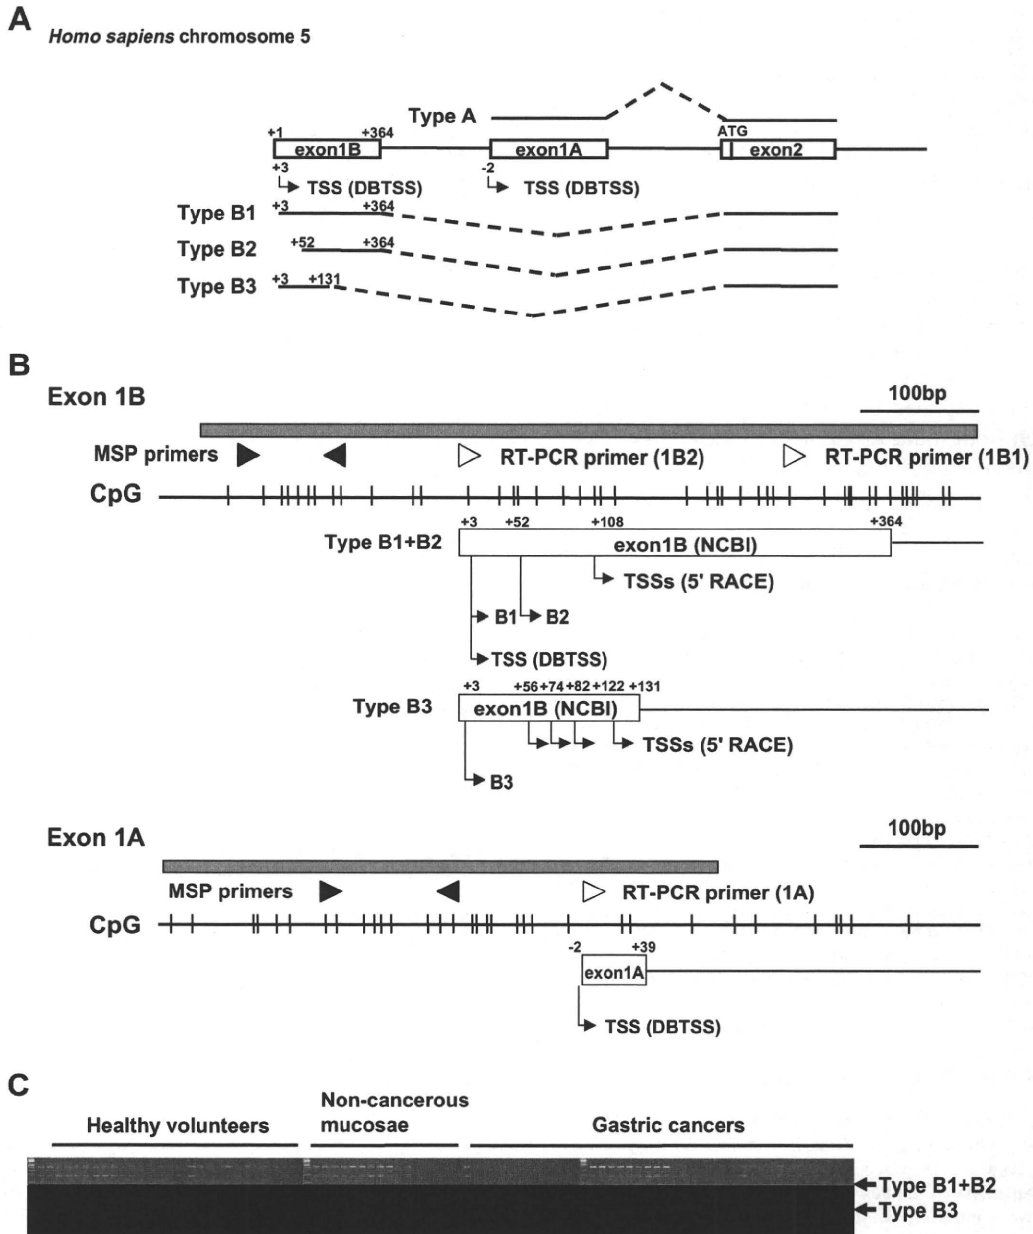 A
Homo sapiens chromosome 5
Type A
+1 +364 ATG
exon1B exon1A exon2
+3 -2
TSS (DBTSS) TSS (DBTSS)
Type B1 +3 +364
Type B2 +52 +364
Type B3 +3 +131
B
Exon 1B 100bp
MSP primers RT-PCR primer (1B2) RT-PCR primer (1B1)
CpG
+3 +52 +108 +364
Type B1+B2 exon1B (NCBI)
TSSs (5' RACE)
B1 B2
TSS (DBTSS)
+3 +56 +74 +82 +122 +131
Type B3 exon1B (NCBI)
TSSs (5' RACE)
B3
Exon 1A 100bp
MSP primers RT-PCR primer (1A)
CpG
-2 +39
exon1A
TSS (DBTSS)
C
Healthy volunteers Non-cancerous mucosae Gastric cancers
Type B1+B2
Type B3